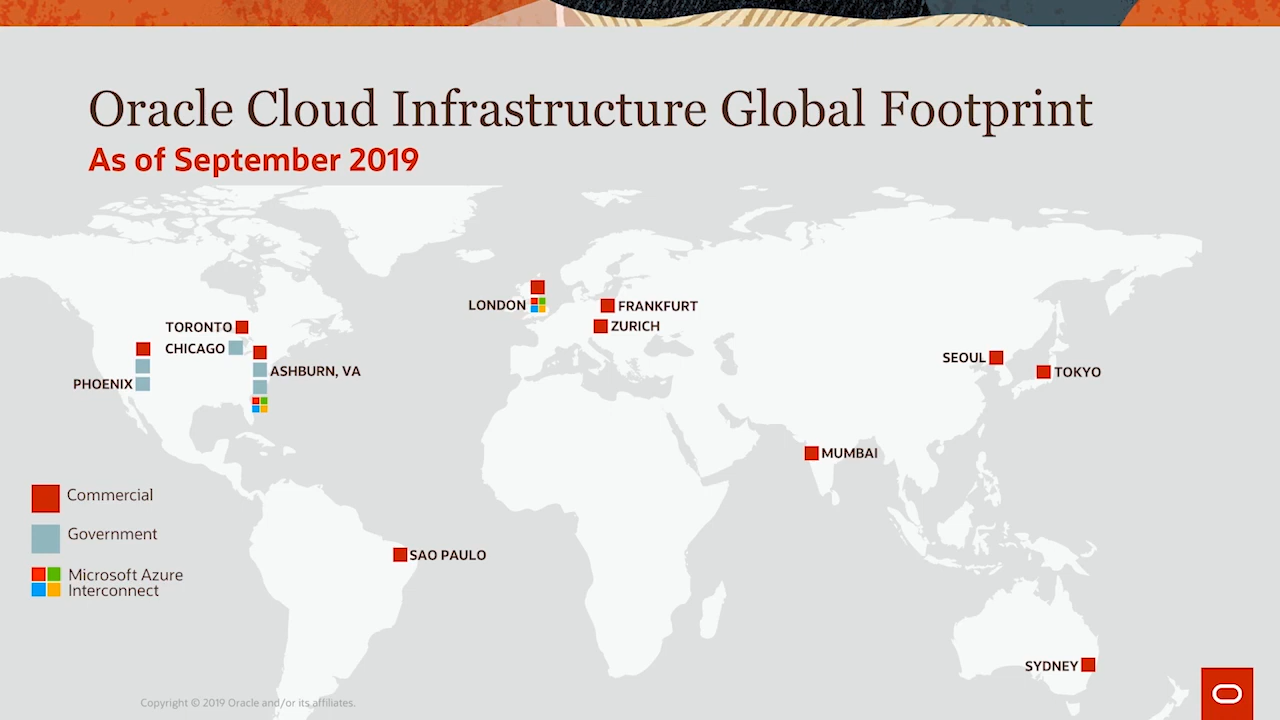 Oracle Cloud Infrastructure Global Footprint
As of September 2019
LONDON
FRANKFURT
ZURICH
TORONTO
CHICAGO
PHOENIX
ASHBURN, VA
SEOUL
TOKYO
MUMBAI
SAO PAULO
SYDNEY
Commercial
Government
Microsoft Azure
Interconnect
Copyright © 2019 Oracle and/or its affiliates.